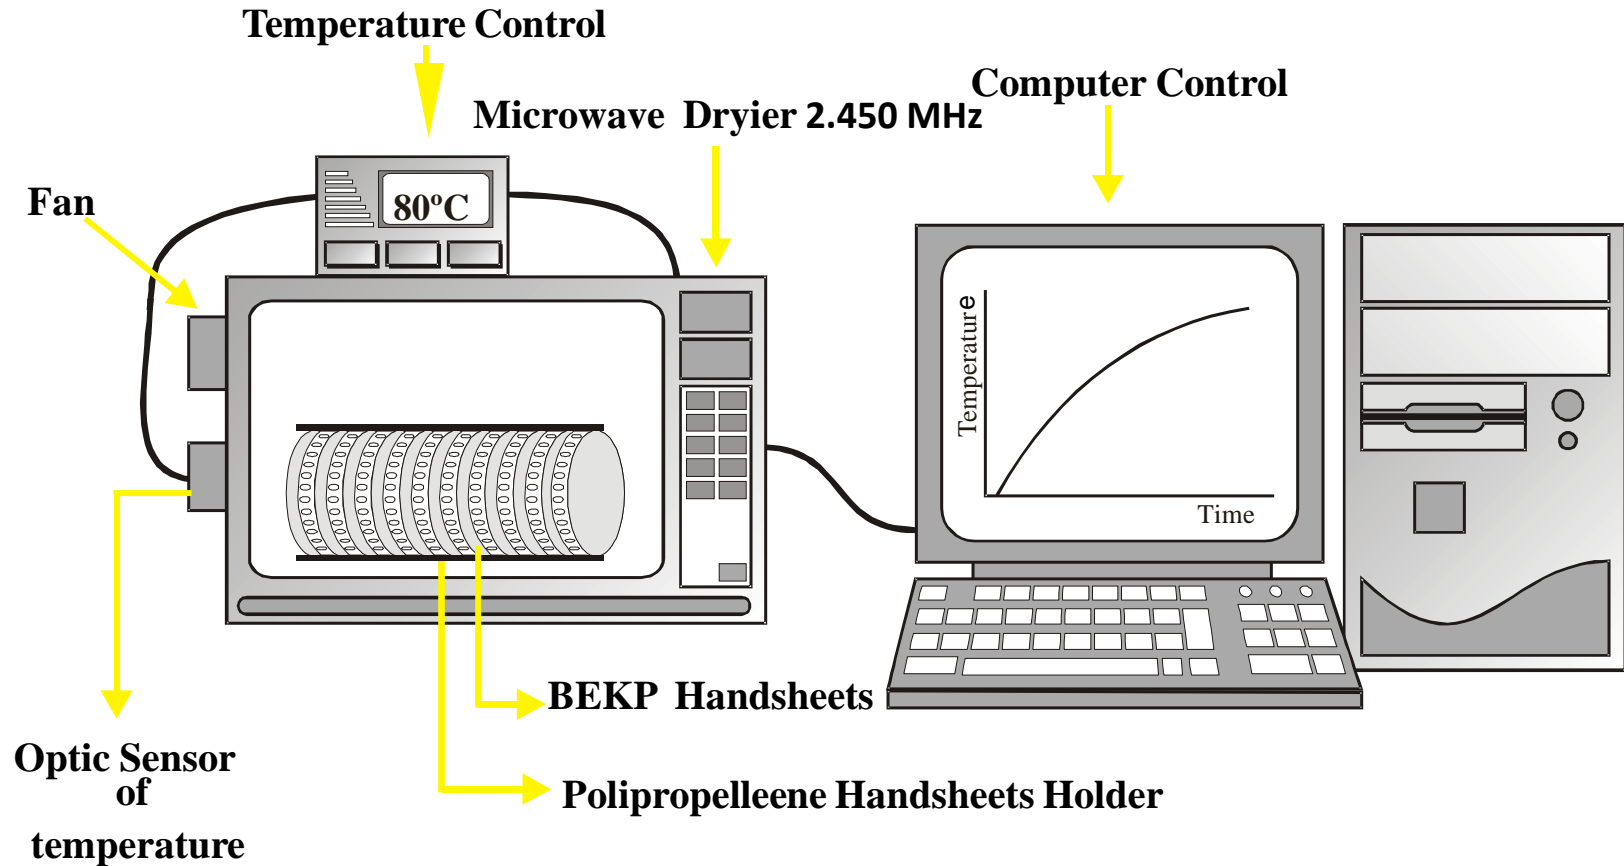 Temperature Control
Computer Control
Microwave Dryier 2.450 MHz
Fan
80ºC
Temperature
Time
BEKP Handsheets
Optic Sensor
of
temperature
Polipropelleene Handsheets Holder